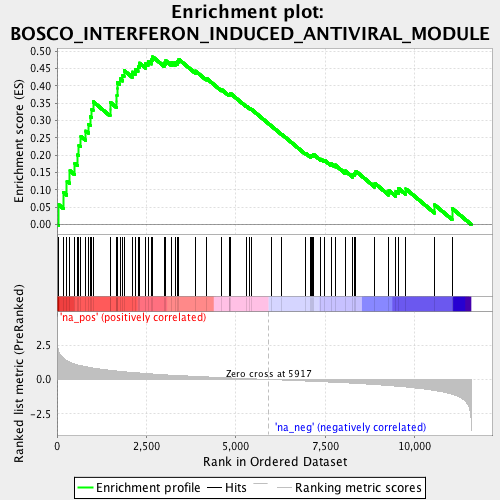 Enrichment plot:
BOSCO_INTERFERON_INDUCED_ANTIVIRAL_MODULE
Enrichment score (ES)
0.50
0.45
0.40
0.35
0.30
0.25
0.20
0.15
0.10
0.05
0.00
'na_pos' (positively correlated)
Ranked list metric (PreRanked)
2.5
0.0
-2.5
Zero cross at 5917
'na_neg' (negatively correlated)
0
2,500
5,000
7,500
10,000
Rank in Ordered Dataset
Enrichment profile
Hits
Ranking metric scores